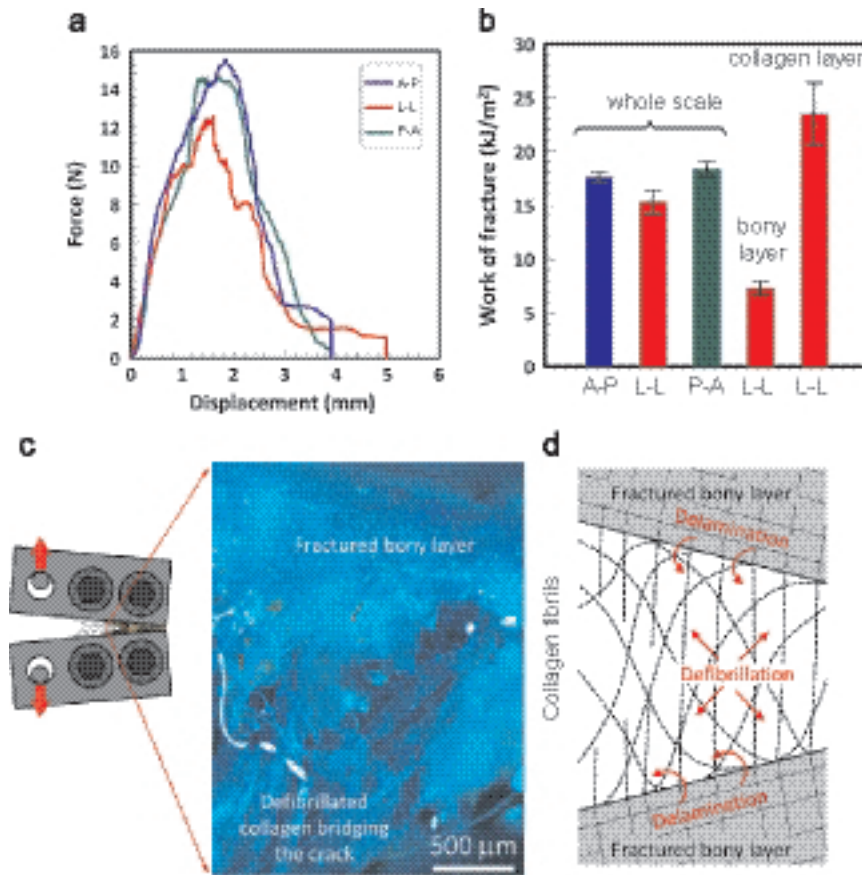 a
16
14
12
10
8
6
4
2
0
Force (N)
A-P
L-L
P-A
0 1 2 3 4 5 6
Displacement (mm)
b
30
25
20
15
10
5
0
Work of fracture (kJ/m²)
collagen layer
whole scale
bony
layer
A-P L-L P-A L-L L-L
c
Fractured bony layer
Defibrillated
collagen bridging
the crack
500 μm
d
Fractured bony layer
Delamination
Collagen fibrils
Defibrillation
Delamination
Fractured bony layer